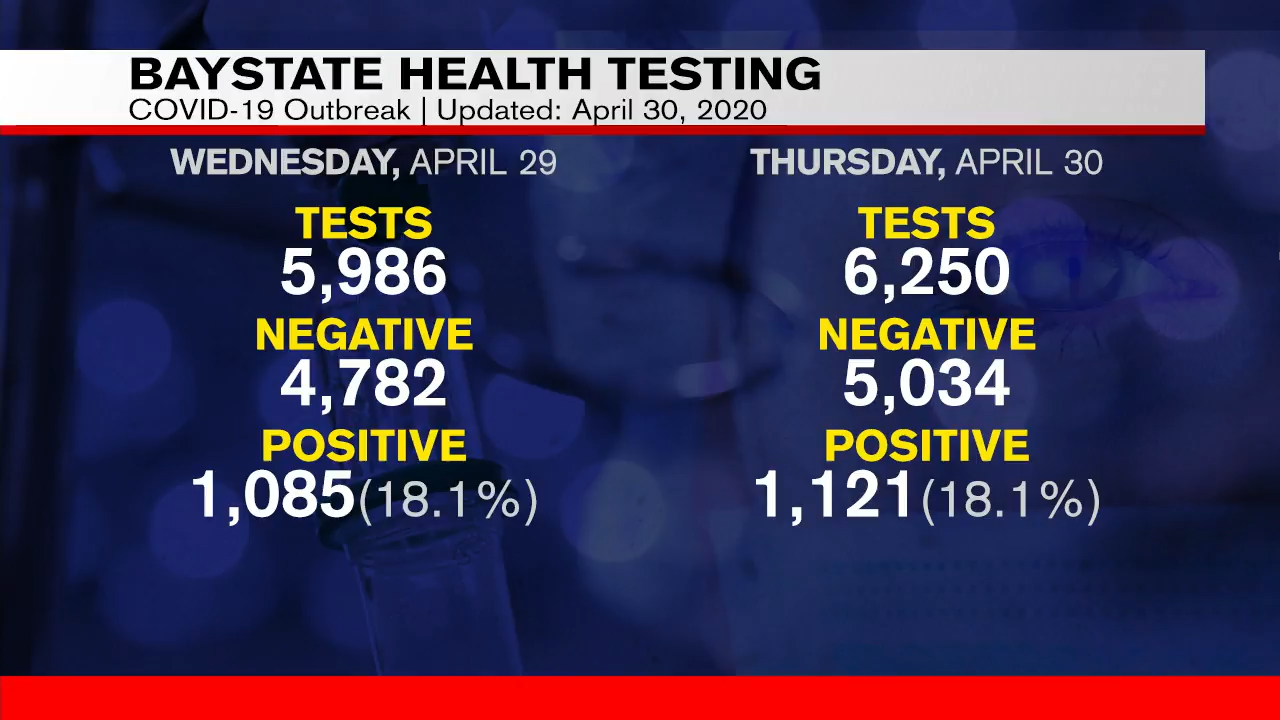 BAYSTATE HEALTH TESTING
COVID-19 Outbreak | Updated: April 30, 2020
WEDNESDAY, APRIL 29
TESTS
5,986
NEGATIVE
4,782
POSITIVE
1,085(18.1%)
THURSDAY, APRIL 30
TESTS
6,250
NEGATIVE
5,034
POSITIVE
1,121(18.1%)